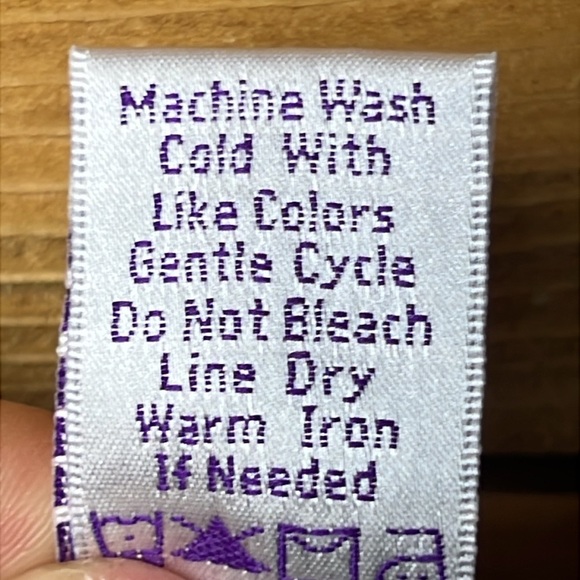 Machine Wash
Cold With
Like Colors
Gentle Cycle
Do Not Bleach
Line Dry
Warm Iron
If Needed